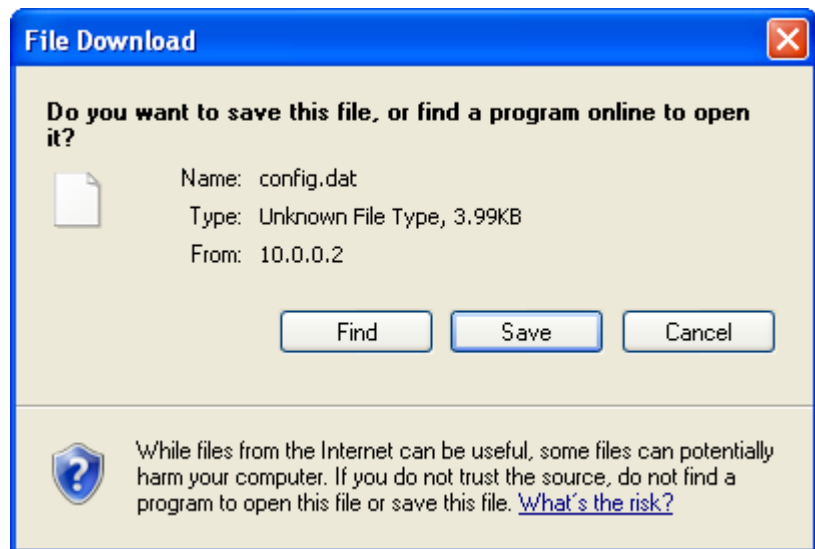 File Download
Do you want to save this file, or find a program online to open
it?
Name: config.dat
Type: Unknown File Type, 3.99KB
From: 10.0.0.2
Find Save Cancel
While files from the Internet can be useful, some files can potentially
harm your computer. If you do not trust the source, do not find a
program to open this file or save this file. What's the risk?